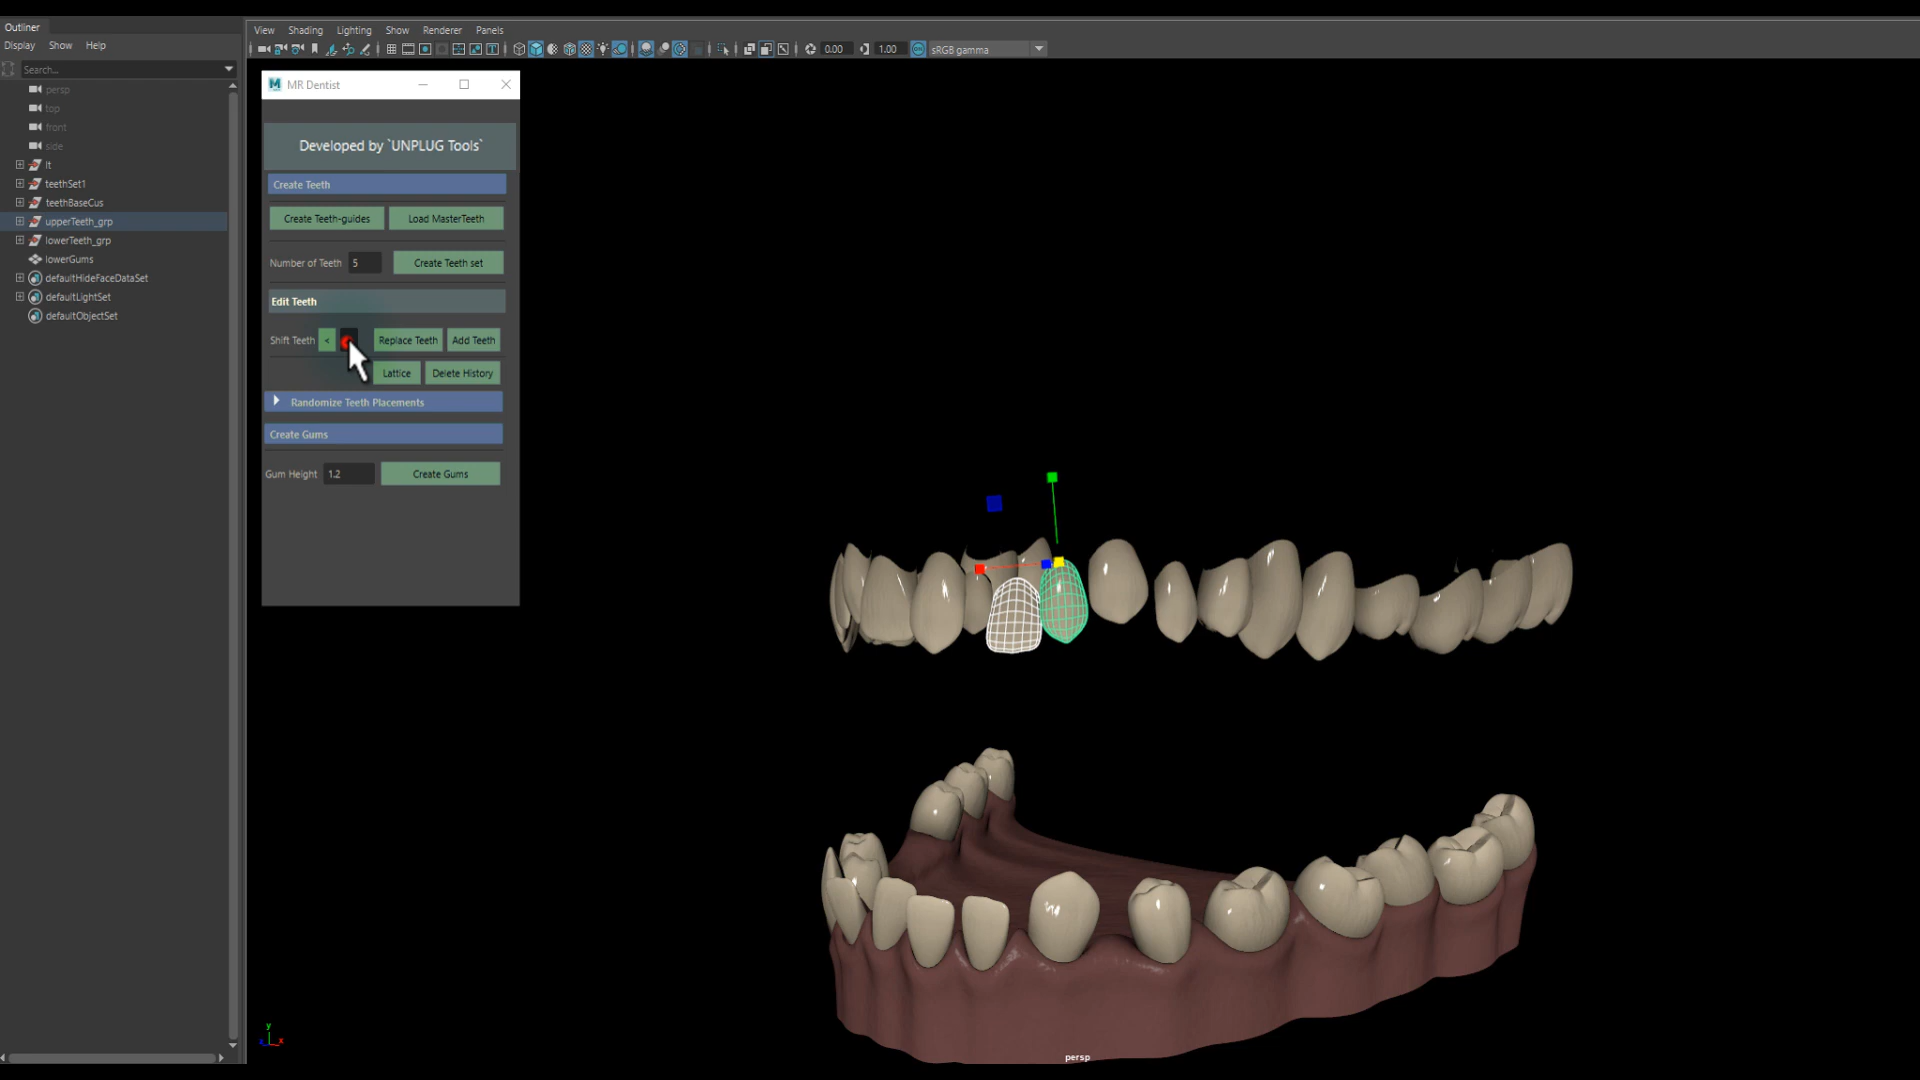 Outliner
Display Show Help
Search...
persp
top
front
side
lt
teethSet1
teethBaseCus
upperTeeth_grp
lowerTeeth_grp
lowerGums
defaultHideFaceDataSet
defaultLightSet
defaultObjectSet
View Shading Lighting Show Renderer Panels
0.00 1.00 ON sRGB gamma
M MR Dentist
Developed by `UNPLUG Tools`
Create Teeth
Create Teeth-guides Load MasterTeeth
Number of Teeth 5 Create Teeth set
Edit Teeth
Shift Teeth < Replace Teeth Add Teeth
Lattice Delete History
Randomize Teeth Placements
Create Gums
Gum Height 1.2 Create Gums
y
z x
persp